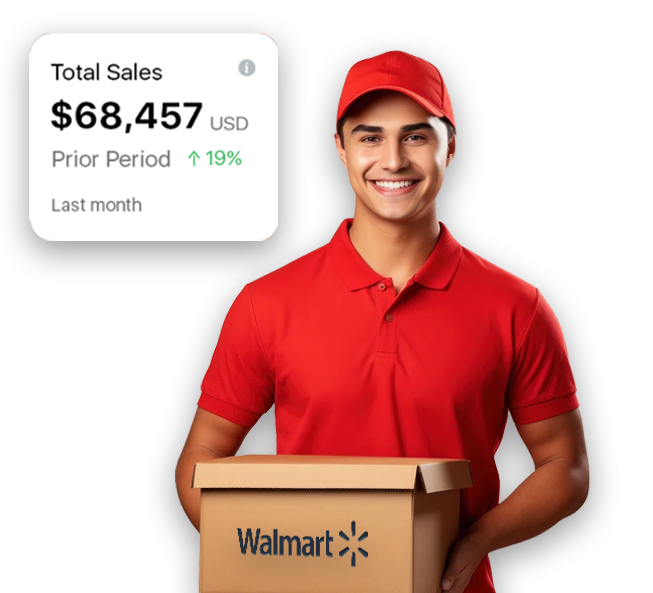 Total Sales
$68,457 USD
Prior Period ↑ 19%
Last month
Walmart